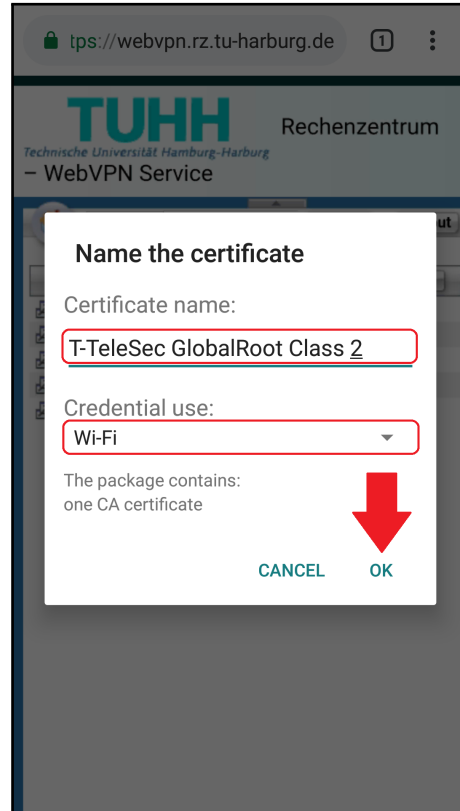 tps://webvpn.rz.tu-harburg.de 1
TUHH
Technische Universität Hamburg-Harburg
Rechenzentrum
– WebVPN Service
ut
Name the certificate
Certificate name:
T-TeleSec GlobalRoot Class 2
Credential use:
Wi-Fi
The package contains:
one CA certificate
CANCEL OK